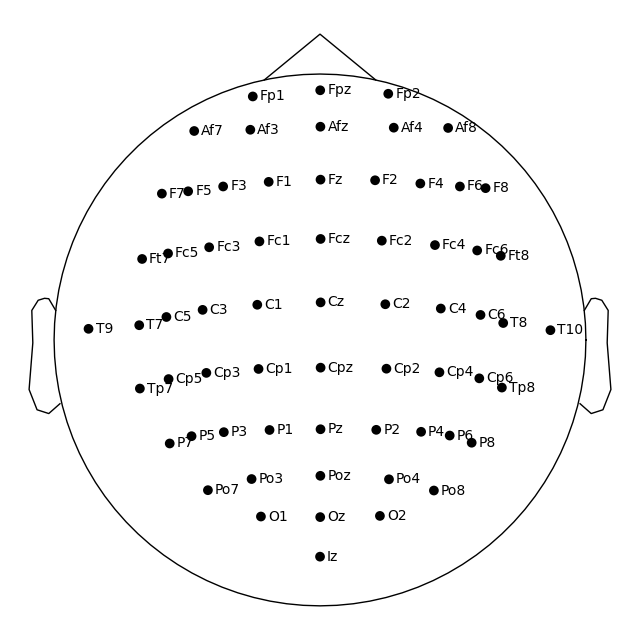 Fp1 Fpz Fp2
Af7 Af3 Afz Af4 Af8
F7 F5 F3 F1 Fz F2 F4 F6 F8
Ft7 Fc5 Fc3 Fc1 Fcz Fc2 Fc4 Fc6 Ft8
T9 T7 C5 C3 C1 Cz C2 C4 C6 T8 T10
Tp7 Cp5 Cp3 Cp1 Cpz Cp2 Cp4 Cp6 Tp8
P7 P5 P3 P1 Pz P2 P4 P6 P8
Po7 Po3 Poz Po4 Po8
O1 Oz O2
Iz